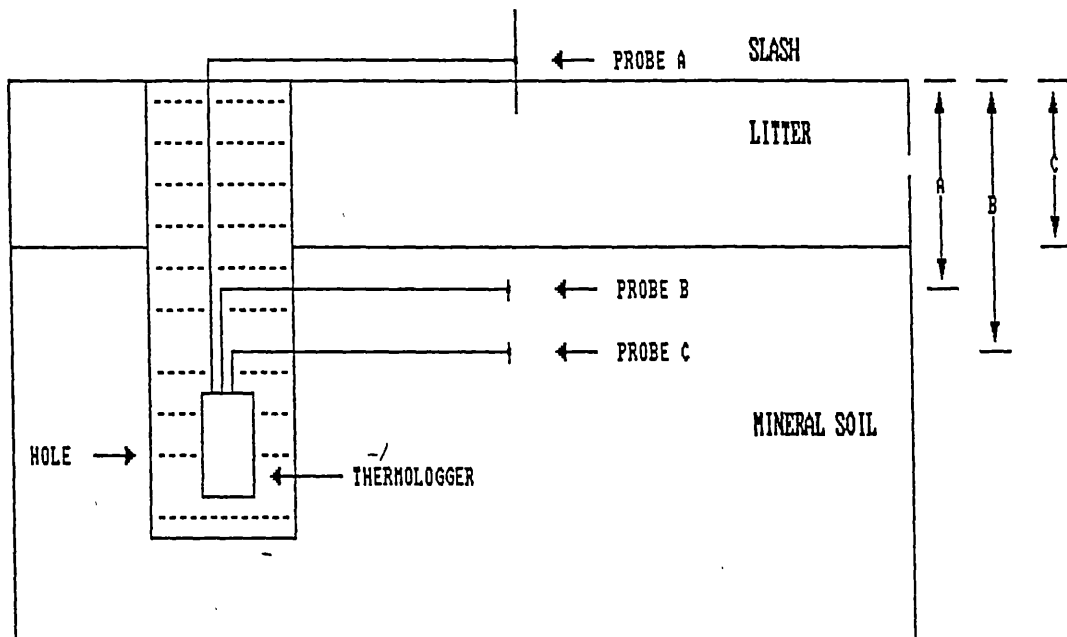 SLASH
PROBE A
LITTER
A
B
C
PROBE B
PROBE C
MINERAL SOIL
HOLE
THERMOLOGGER